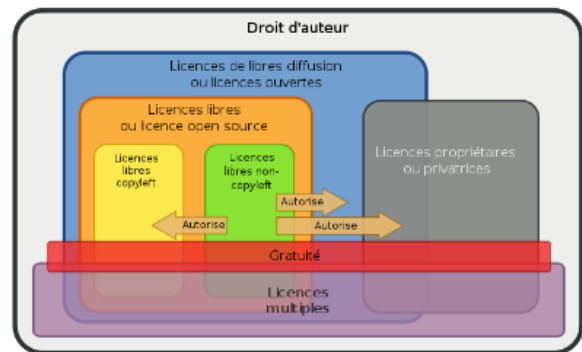 Droit d'auteur
Licences de libres diffusion
ou licences ouvertes
Licences libres
ou licence open source
Licences
libres
copyleft
Licences
libres non-
copyleft
Licences propriétaires
ou privatrices
Autorise
Autorise
Autorise
Gratuité
Licences
multiples